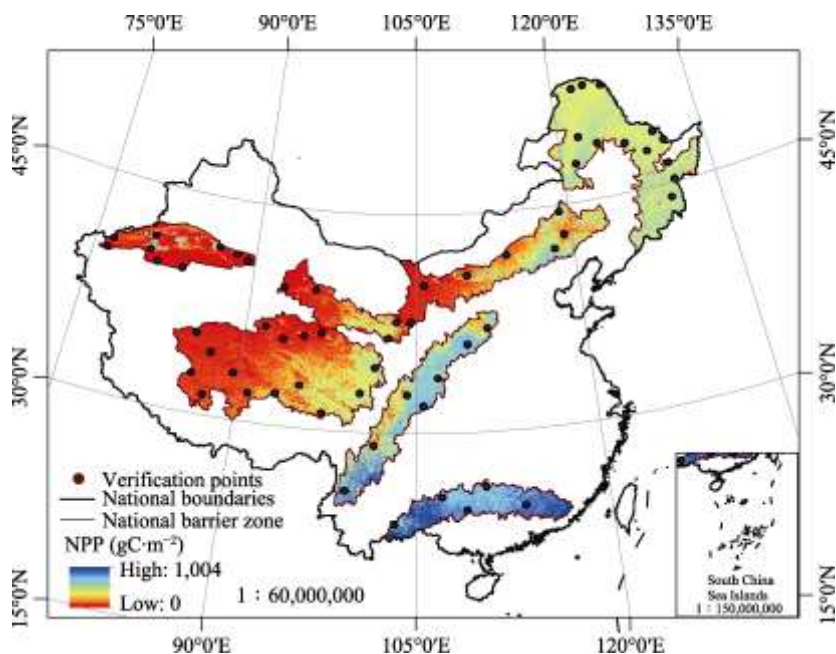 75°0'E 90°0'E 105°0'E 120°0'E 135°0'E
45°0'N 45°0'N
30°0'N 30°0'N
Verification points
National boundaries
National barrier zone
NPP (gC·m⁻²)
High: 1,004
Low: 0
1 : 60,000,000
South China
Sea Islands
1 : 150,000,000
15°0'N 15°0'N
90°0'E 105°0'E 120°0'E